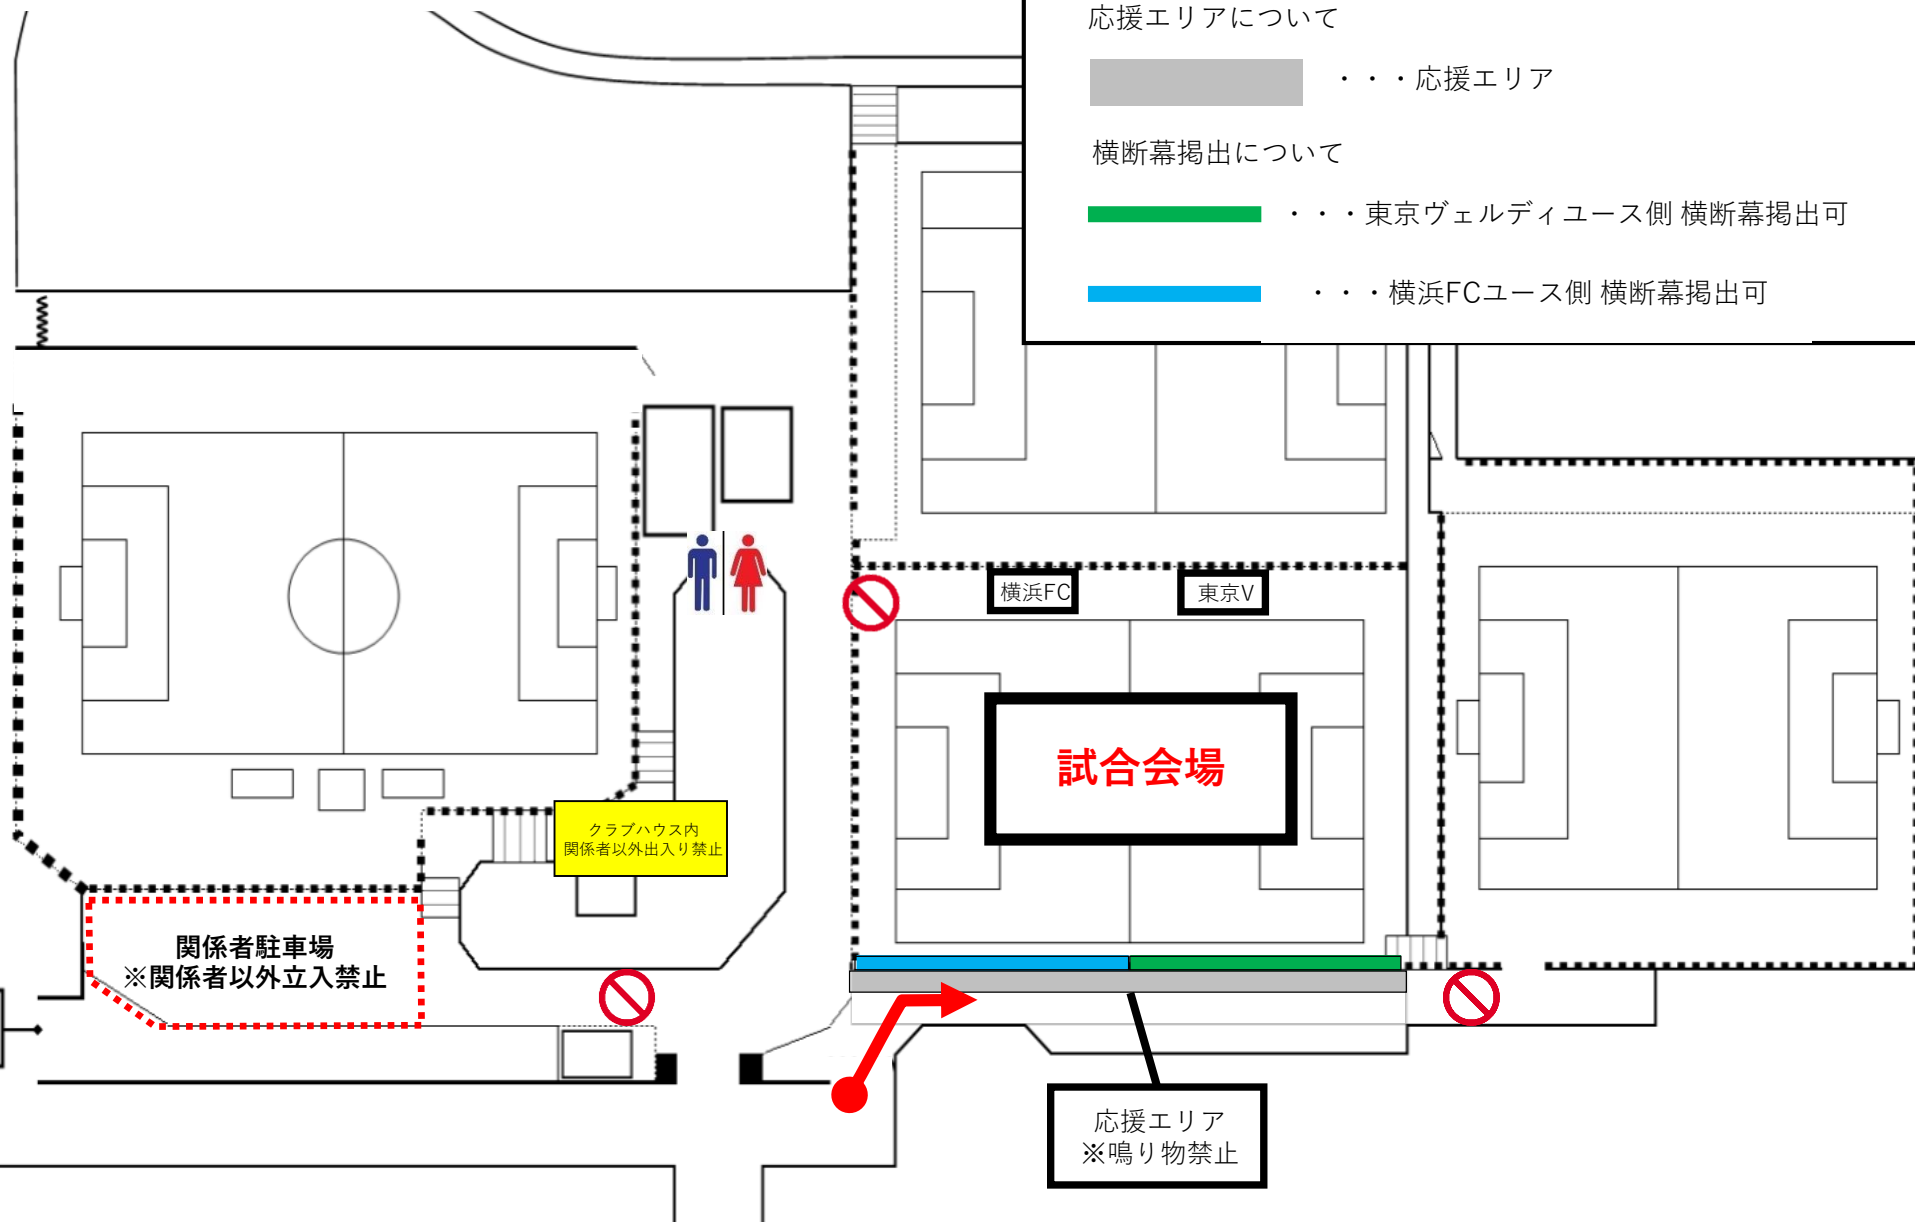 応援エリアについて
・・・応援エリア
横断幕掲出について
・・・東京ヴェルディユース側 横断幕掲出可
・・・横浜FCユース側 横断幕掲出可
横浜FC
東京V
試合会場
クラブハウス内
関係者以外出入り禁止
関係者駐車場
※関係者以外立入禁止
応援エリア
※鳴り物禁止